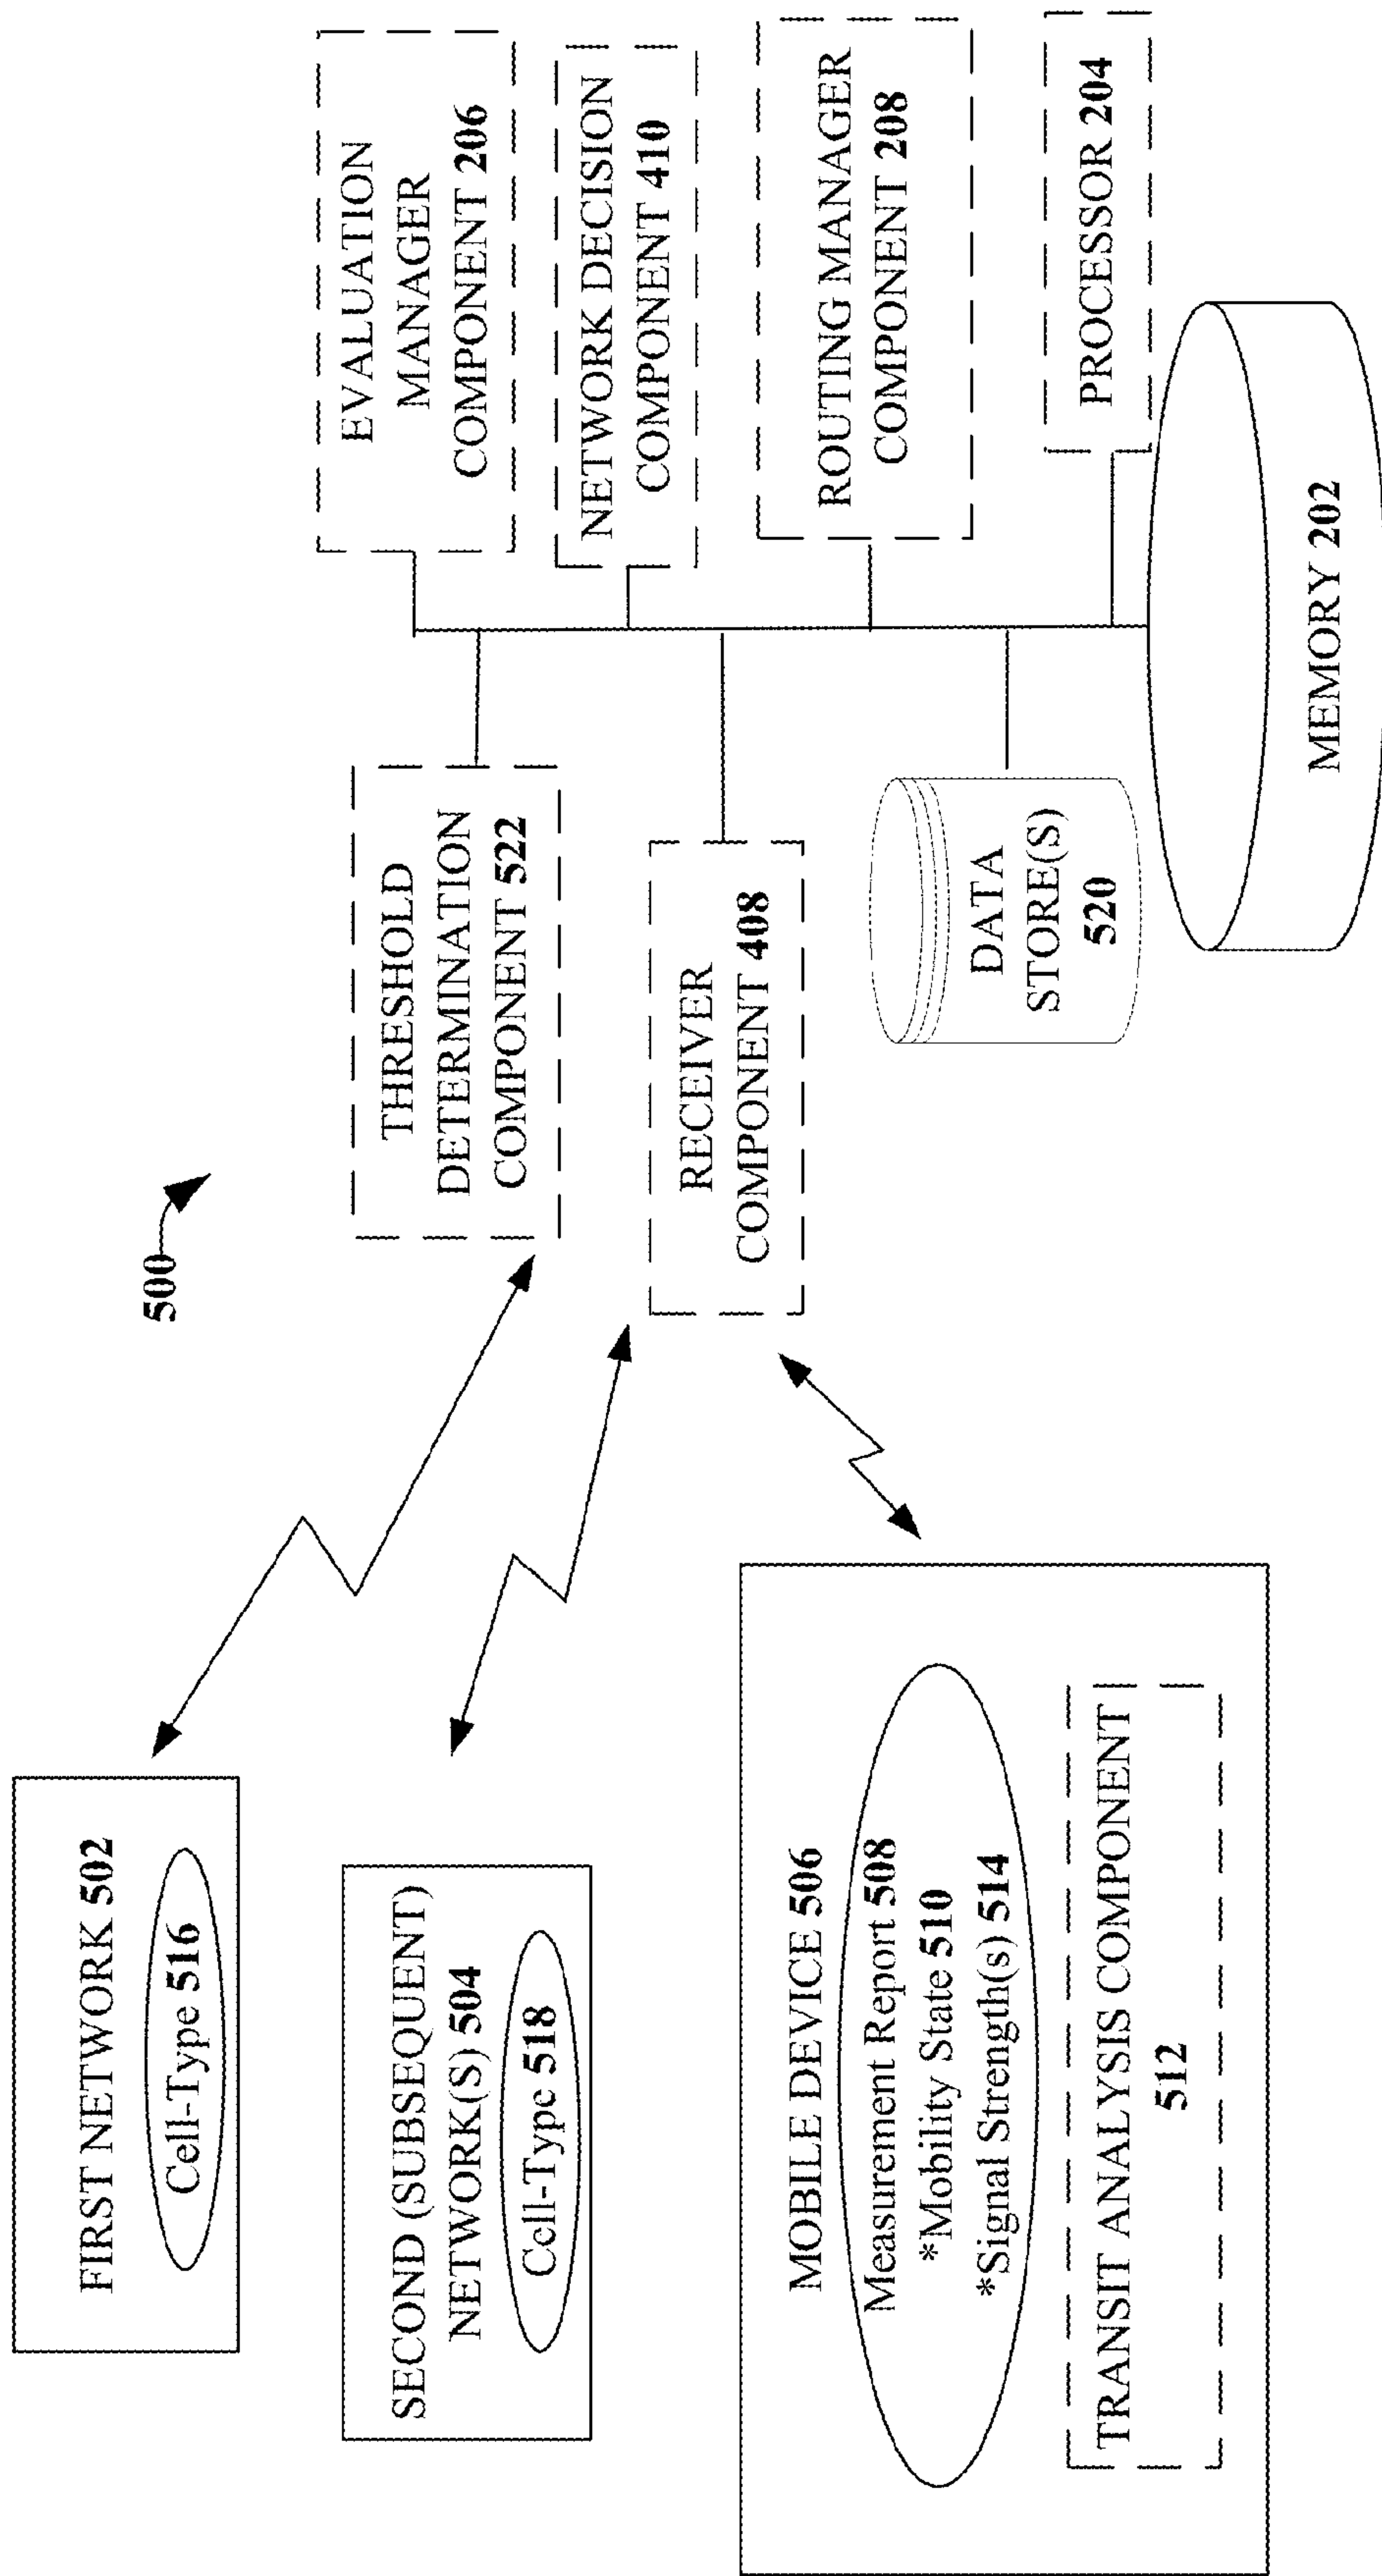 500
FIRST NETWORK 502
Cell-Type 516
SECOND (SUBSEQUENT)
NETWORK(S) 504
Cell-Type 518
MOBILE DEVICE 506
Measurement Report 508
*Mobility State 510
*Signal Strength(s) 514
TRANSIT ANALYSIS COMPONENT
512
THRESHOLD
DETERMINATION
COMPONENT 522
RECEIVER
COMPONENT 408
DATA
STORE(S)
520
EVALUATION
MANAGER
COMPONENT 206
NETWORK DECISION
COMPONENT 410
ROUTING MANAGER
COMPONENT 208
PROCESSOR 204
MEMORY 202